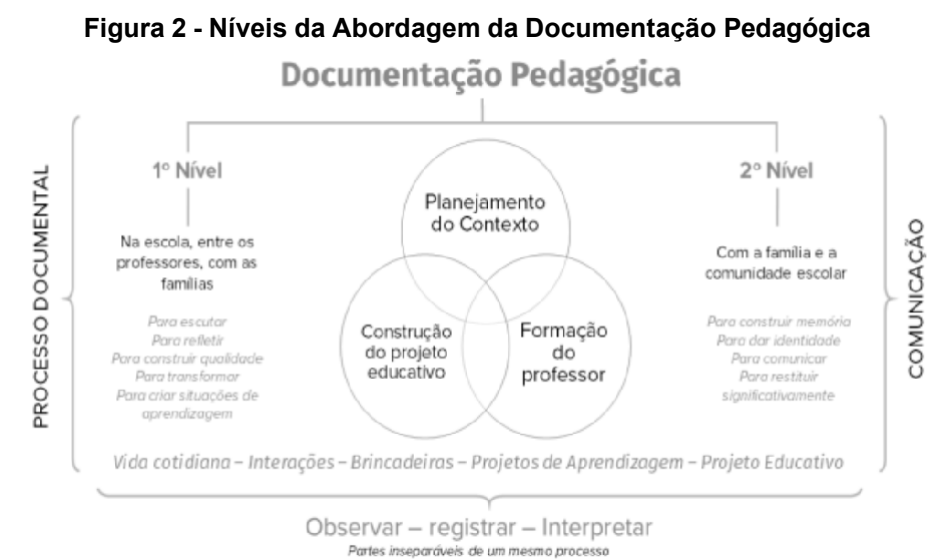 Figura 2 - Níveis da Abordagem da Documentação Pedagógica
Documentação Pedagógica
PROCESSO DOCUMENTAL
1º Nível
Na escola, entre os
professores, com as
famílias
Para escutar
Para refletir
Para construir qualidade
Para transformar
Para criar situações de
aprendizagem
Planejamento
do Contexto
Construção
do projeto
educativo
Formação
do
professor
2º Nível
Com a família e a
comunidade escolar
Para construir memória
Para dar identidade
Para comunicar
Para restituir
significativamente
COMUNICAÇÃO
Vida cotidiana – Interações – Brincadeiras – Projetos de Aprendizagem – Projeto Educativo
Observar – registrar – Interpretar
Partes inseparáveis de um mesmo processo